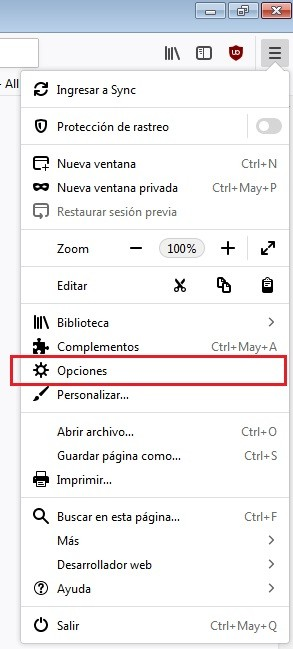 - All
Ingresar a Sync
Protección de rastreo
Nueva ventana Ctrl+N
Nueva ventana privada Ctrl+May+P
Restaurar sesión previa
Zoom 100%
Editar
Biblioteca
Complementos Ctrl+May+A
Opciones
Personalizar...
Abrir archivo... Ctrl+O
Guardar página como... Ctrl+S
Imprimir...
Buscar en esta página... Ctrl+F
Más
Desarrollador web
Ayuda
Salir Ctrl+May+Q